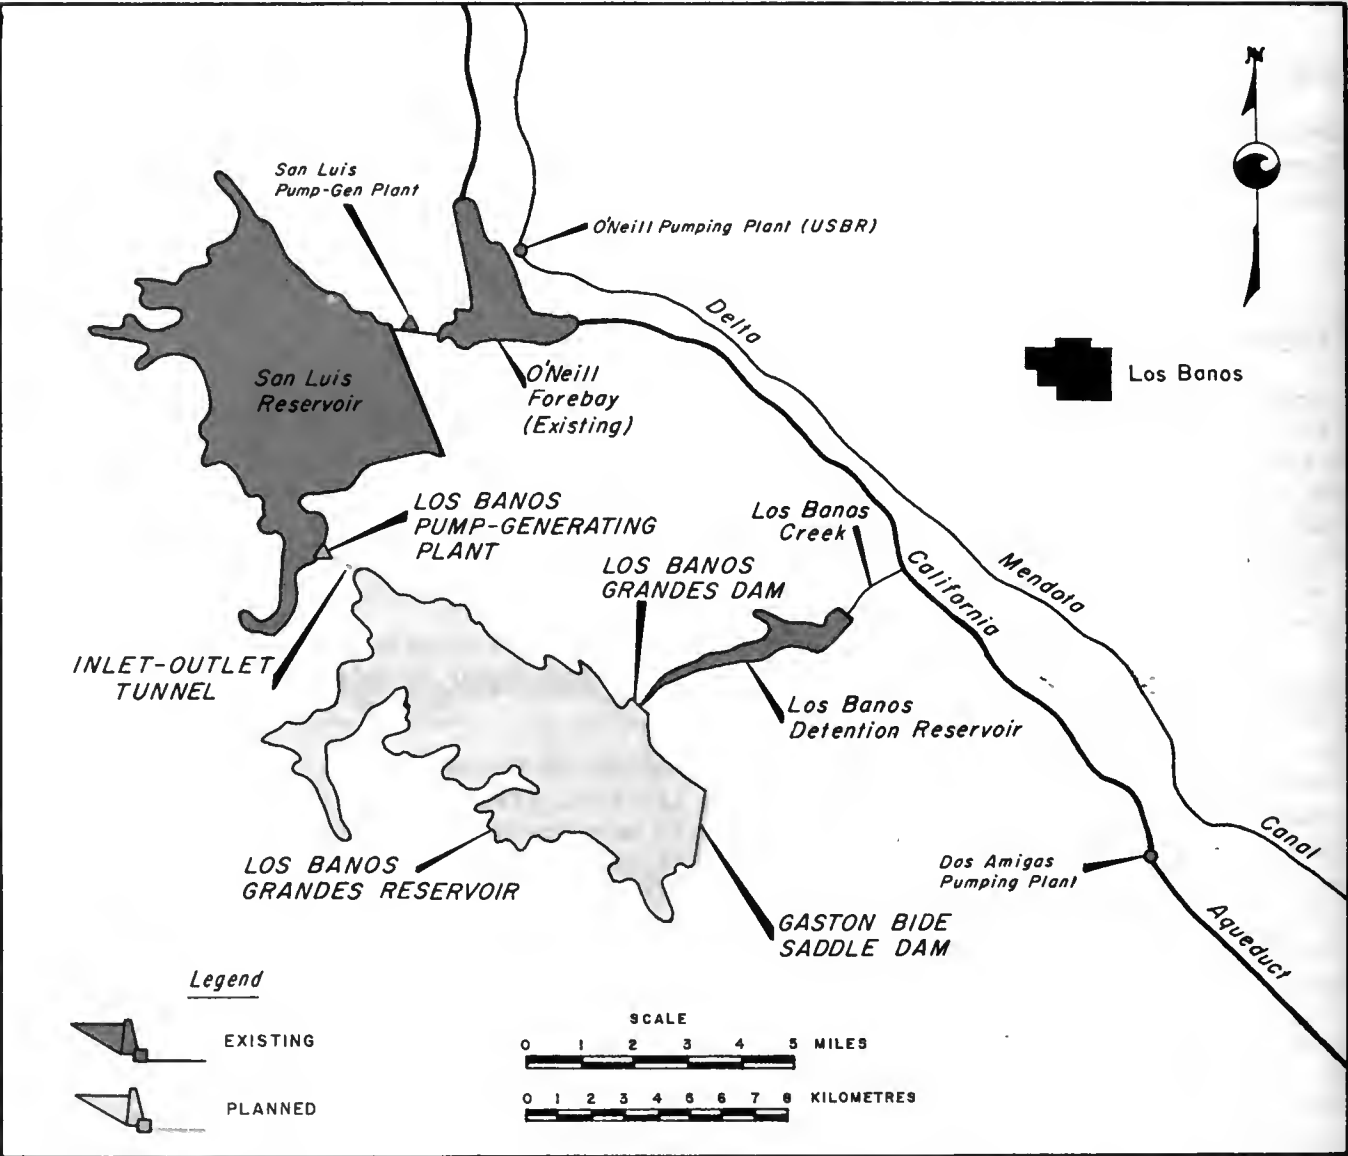 N
San Luis
Pump-Gen Plant
O'Neill Pumping Plant (USBR)
Delta
San Luis
Reservoir
O'Neill
Forebay
(Existing)
Los Banos
LOS BANOS
PUMP-GENERATING
PLANT
Los Banos
Creek
LOS BANOS
GRANDES DAM
California
Mendota
INLET-OUTLET
TUNNEL
Los Banos
Detention Reservoir
LOS BANOS
GRANDES RESERVOIR
Dos Amigas
Pumping Plant
Canal
Aqueduct
GASTON BIDE
SADDLE DAM
Legend
EXISTING
PLANNED
SCALE
0 1 2 3 4 5 MILES
0 1 2 3 4 5 6 7 8 KILOMETRES